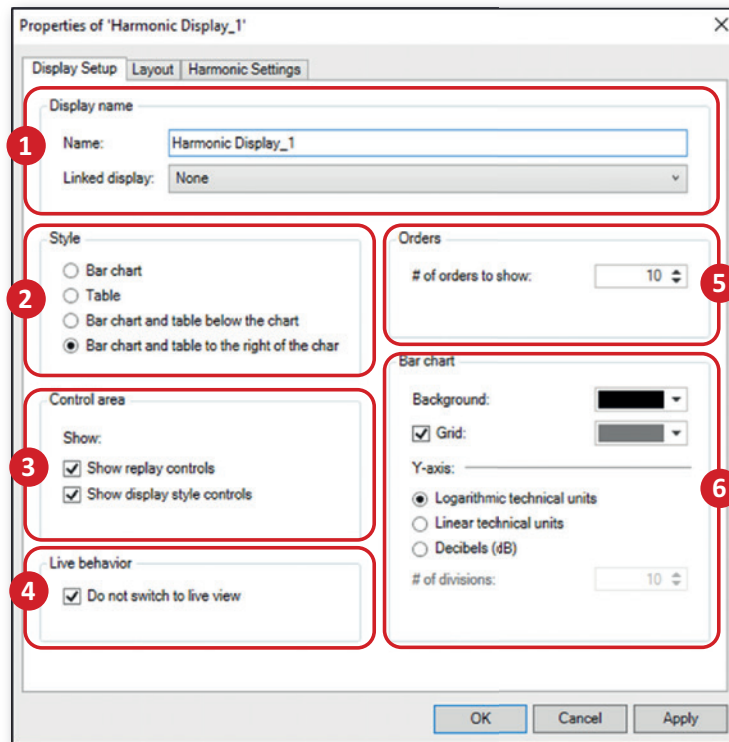 Properties of 'Harmonic Display_1'
Display Setup Layout Harmonic Settings
Display name
1
Name: Harmonic Display_1
Linked display: None
Style
2
Bar chart
Table
Bar chart and table below the chart
Bar chart and table to the right of the char
Control area
3
Show:
Show replay controls
Show display style controls
Live behavior
4
Do not switch to live view
Orders
# of orders to show: 10
5
Bar chart
Background:
Grid:
Y-axis:
6
Logarithmic technical units
Linear technical units
Decibels (dB)
# of divisions: 10
OK Cancel Apply